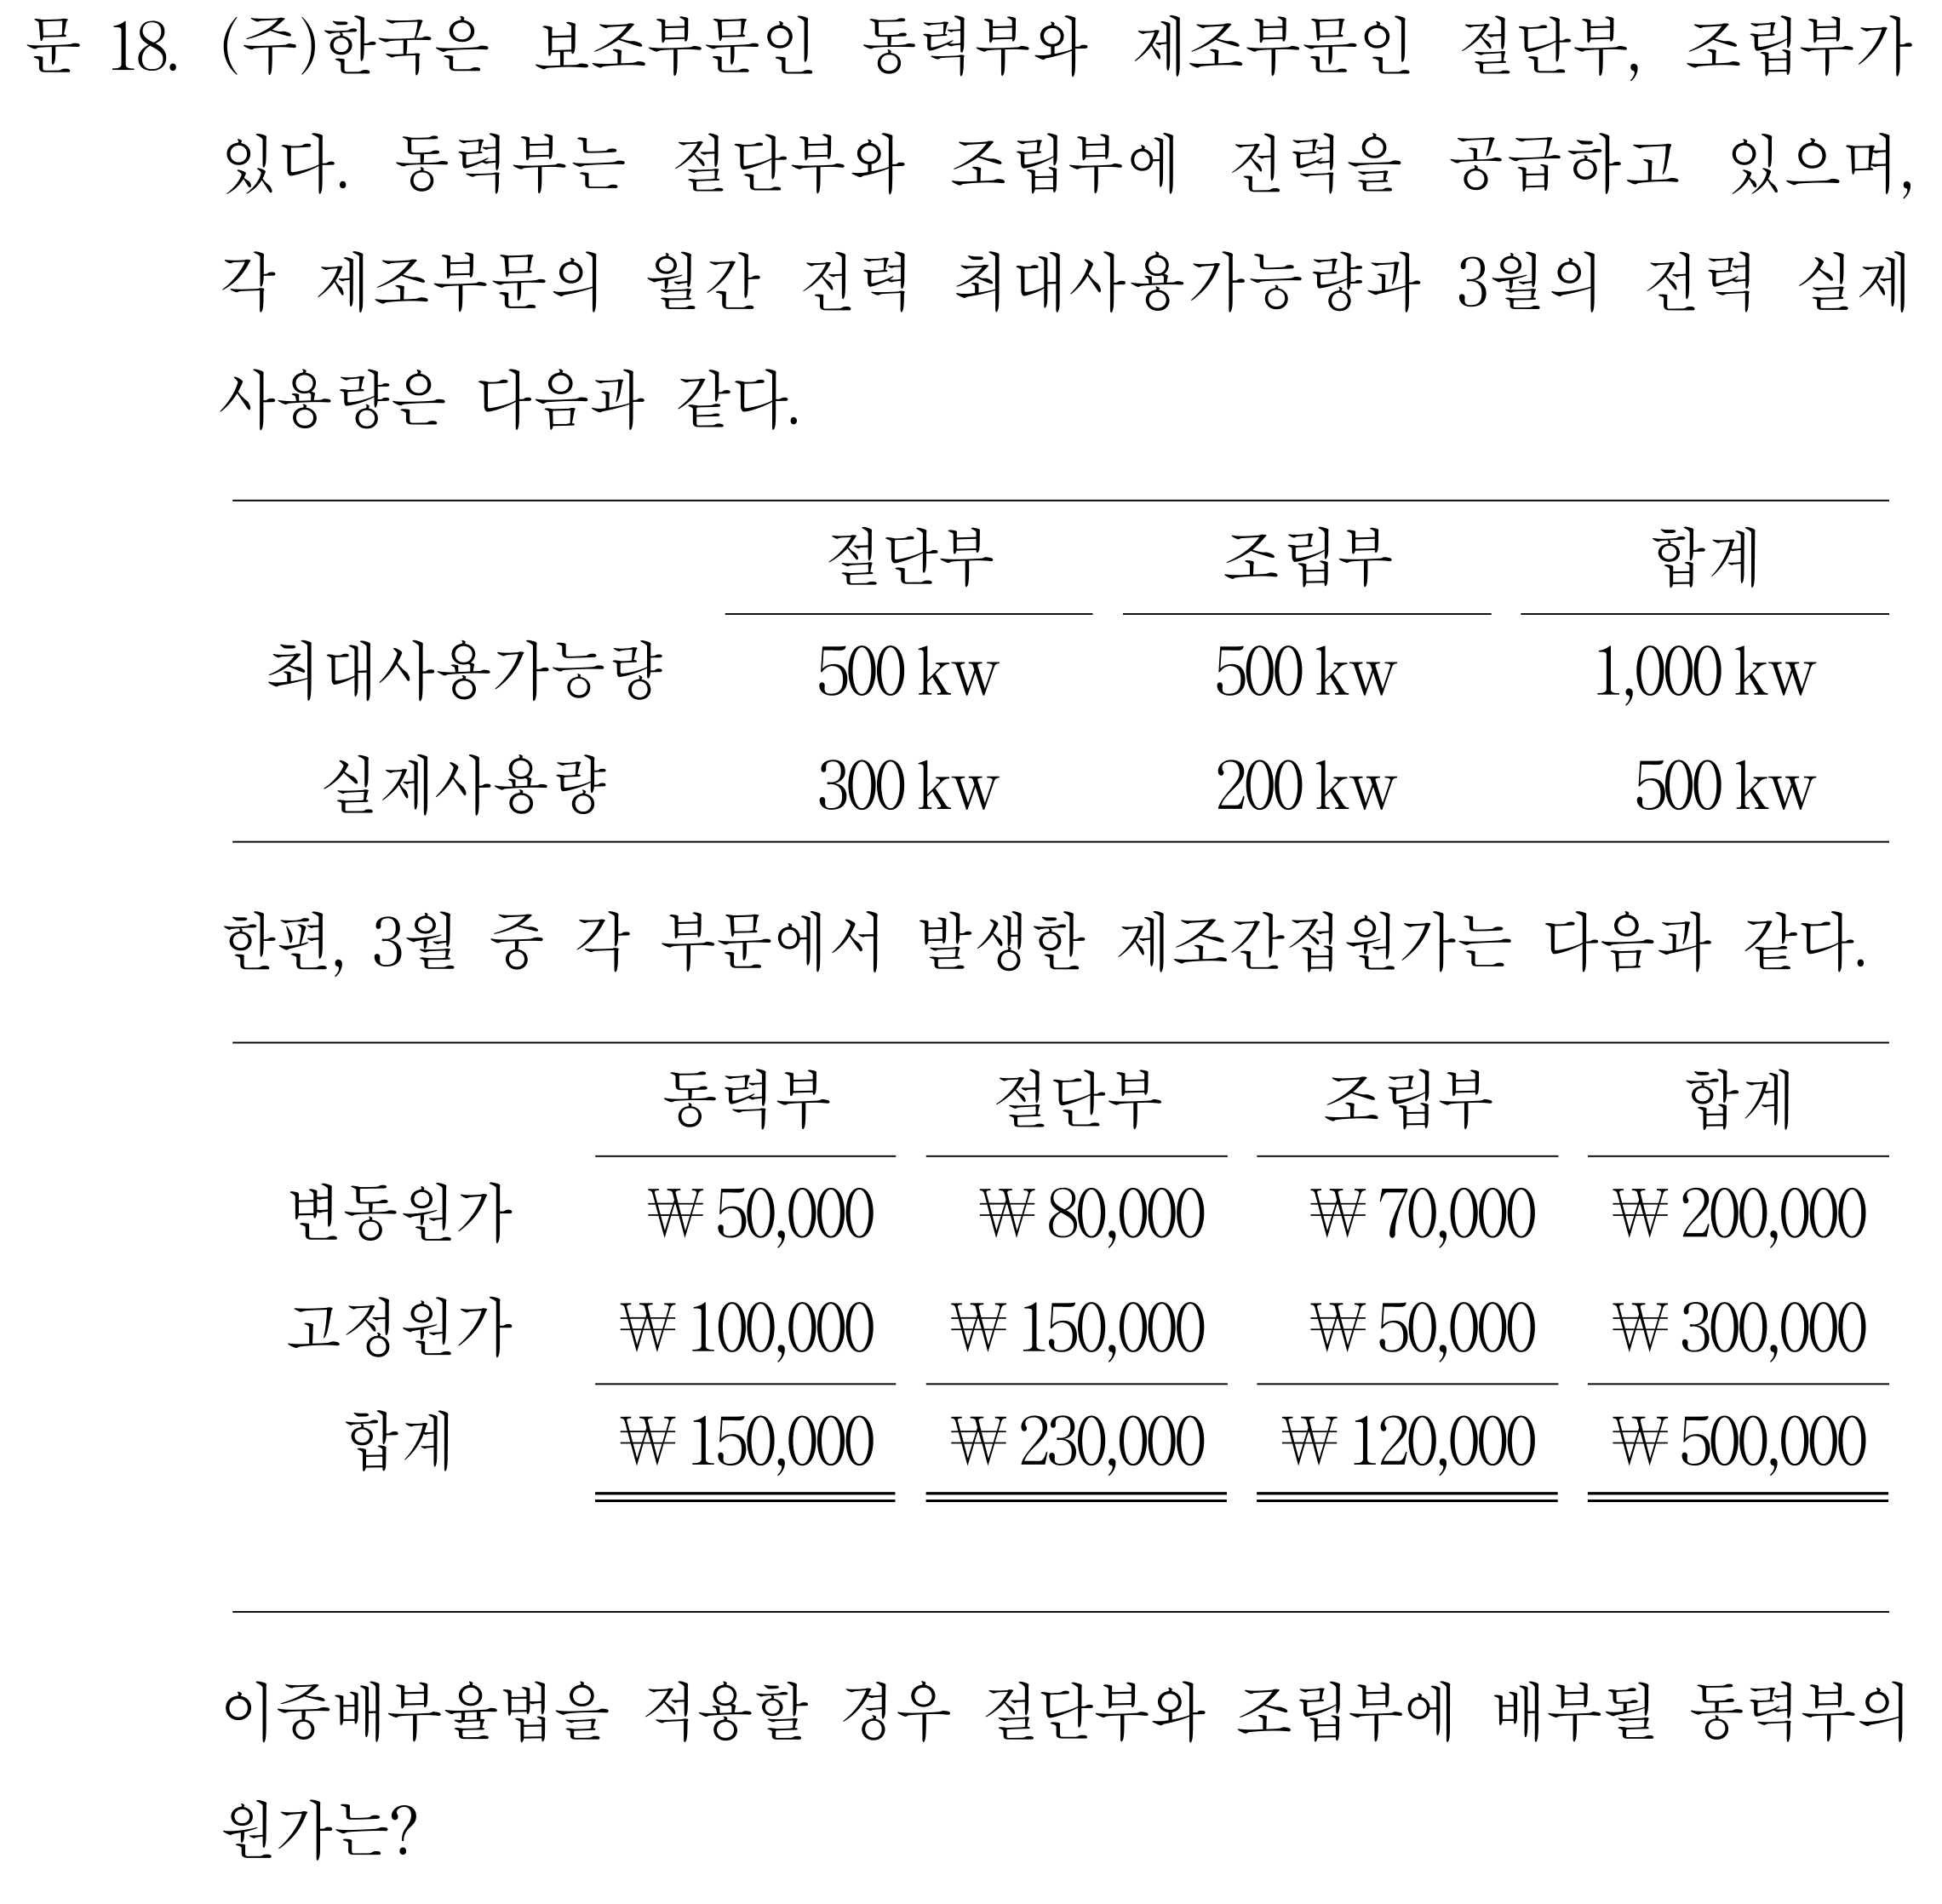 문 18. (주)한국은 보조부문인 동력부와 제조부문인 절단부, 조립부가
있다. 동력부는 절단부와 조립부에 전력을 공급하고 있으며,
각 제조부문의 월간 전력 최대사용가능량과 3월의 전력 실제
사용량은 다음과 같다.
절단부 조립부 합계
최대사용가능량 500 kw 500 kw 1,000 kw
실제사용량 300 kw 200 kw 500 kw
한편, 3월 중 각 부문에서 발생한 제조간접원가는 다음과 같다.
동력부 절단부 조립부 합계
변동원가 ₩ 50,000 ₩ 80,000 ₩ 70,000 ₩ 200,000
고정원가 ₩ 100,000 ₩ 150,000 ₩ 50,000 ₩ 300,000
합계 ₩ 150,000 ₩ 230,000 ₩ 120,000 ₩ 500,000
이중배부율법을 적용할 경우 절단부와 조립부에 배부될 동력부의
원가는?